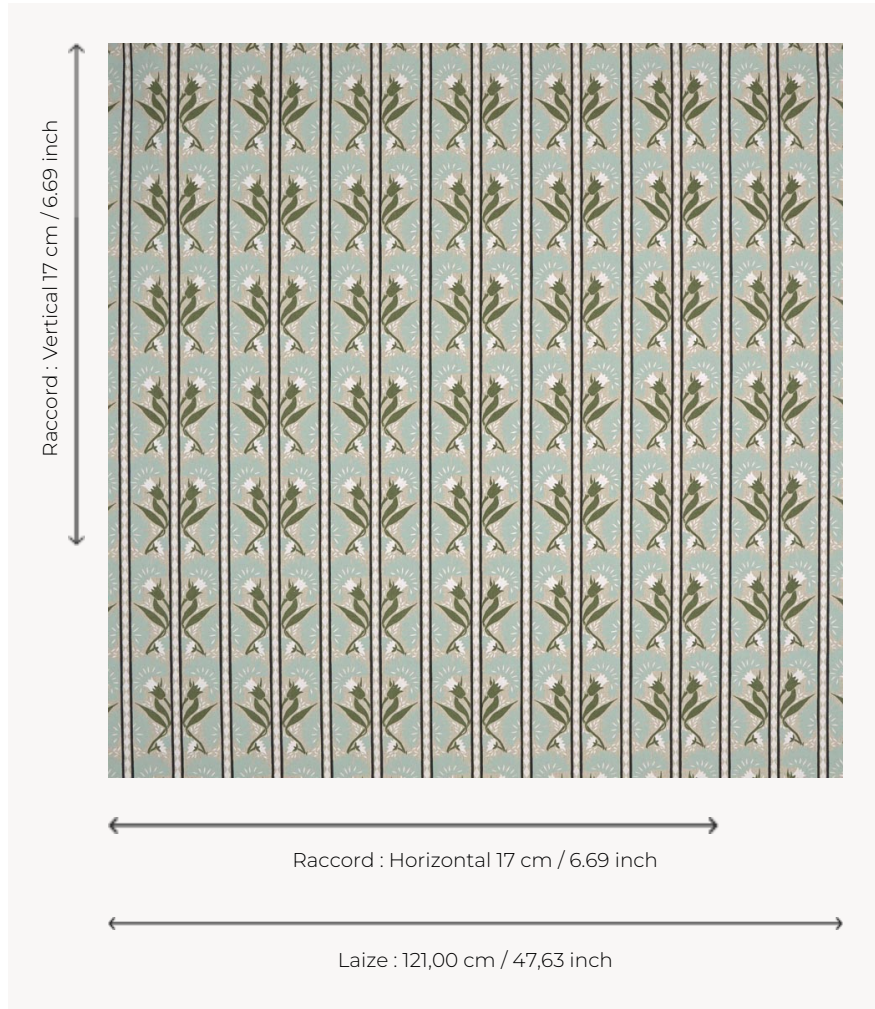 Raccord : Vertical 17 cm / 6.69 inch
Raccord : Horizontal 17 cm / 6.69 inch
Laize : 121,00 cm / 47,63 inch